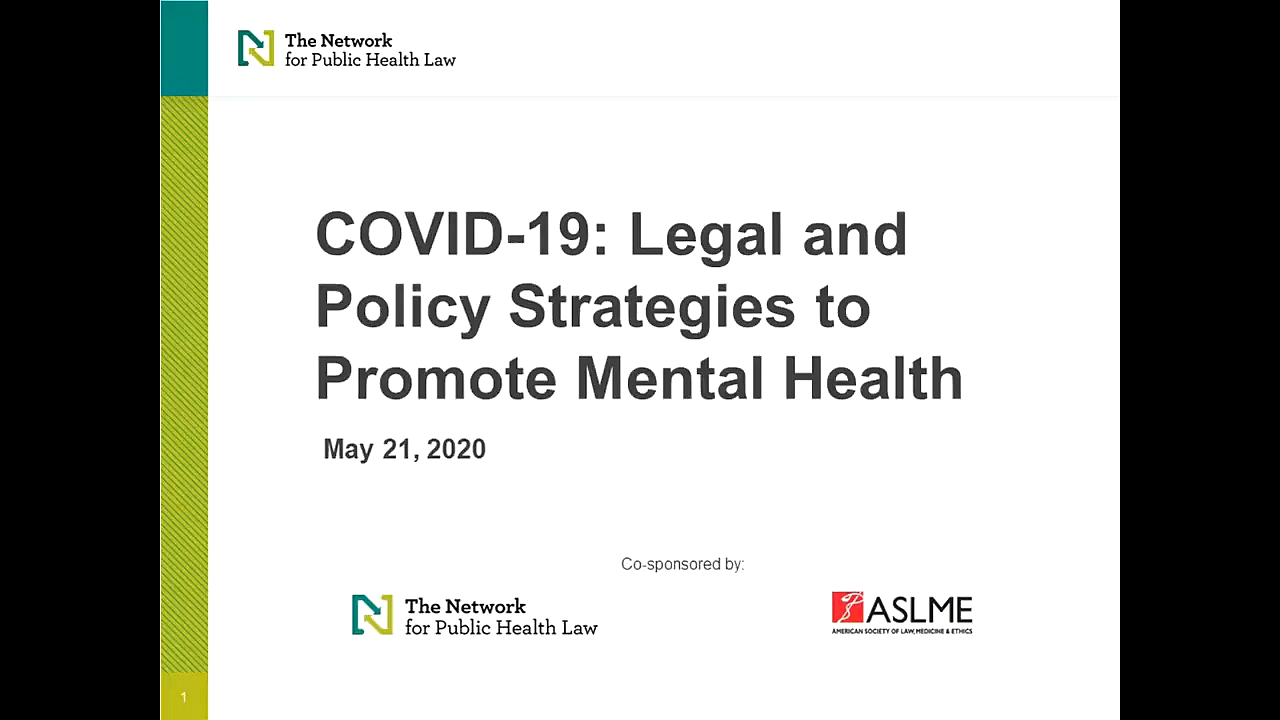 The Network
for Public Health Law
COVID-19: Legal and
Policy Strategies to
Promote Mental Health
May 21, 2020
Co-sponsored by:
The Network
for Public Health Law
ASLME
AMERICAN SOCIETY OF LAW, MEDICINE & ETHICS
1